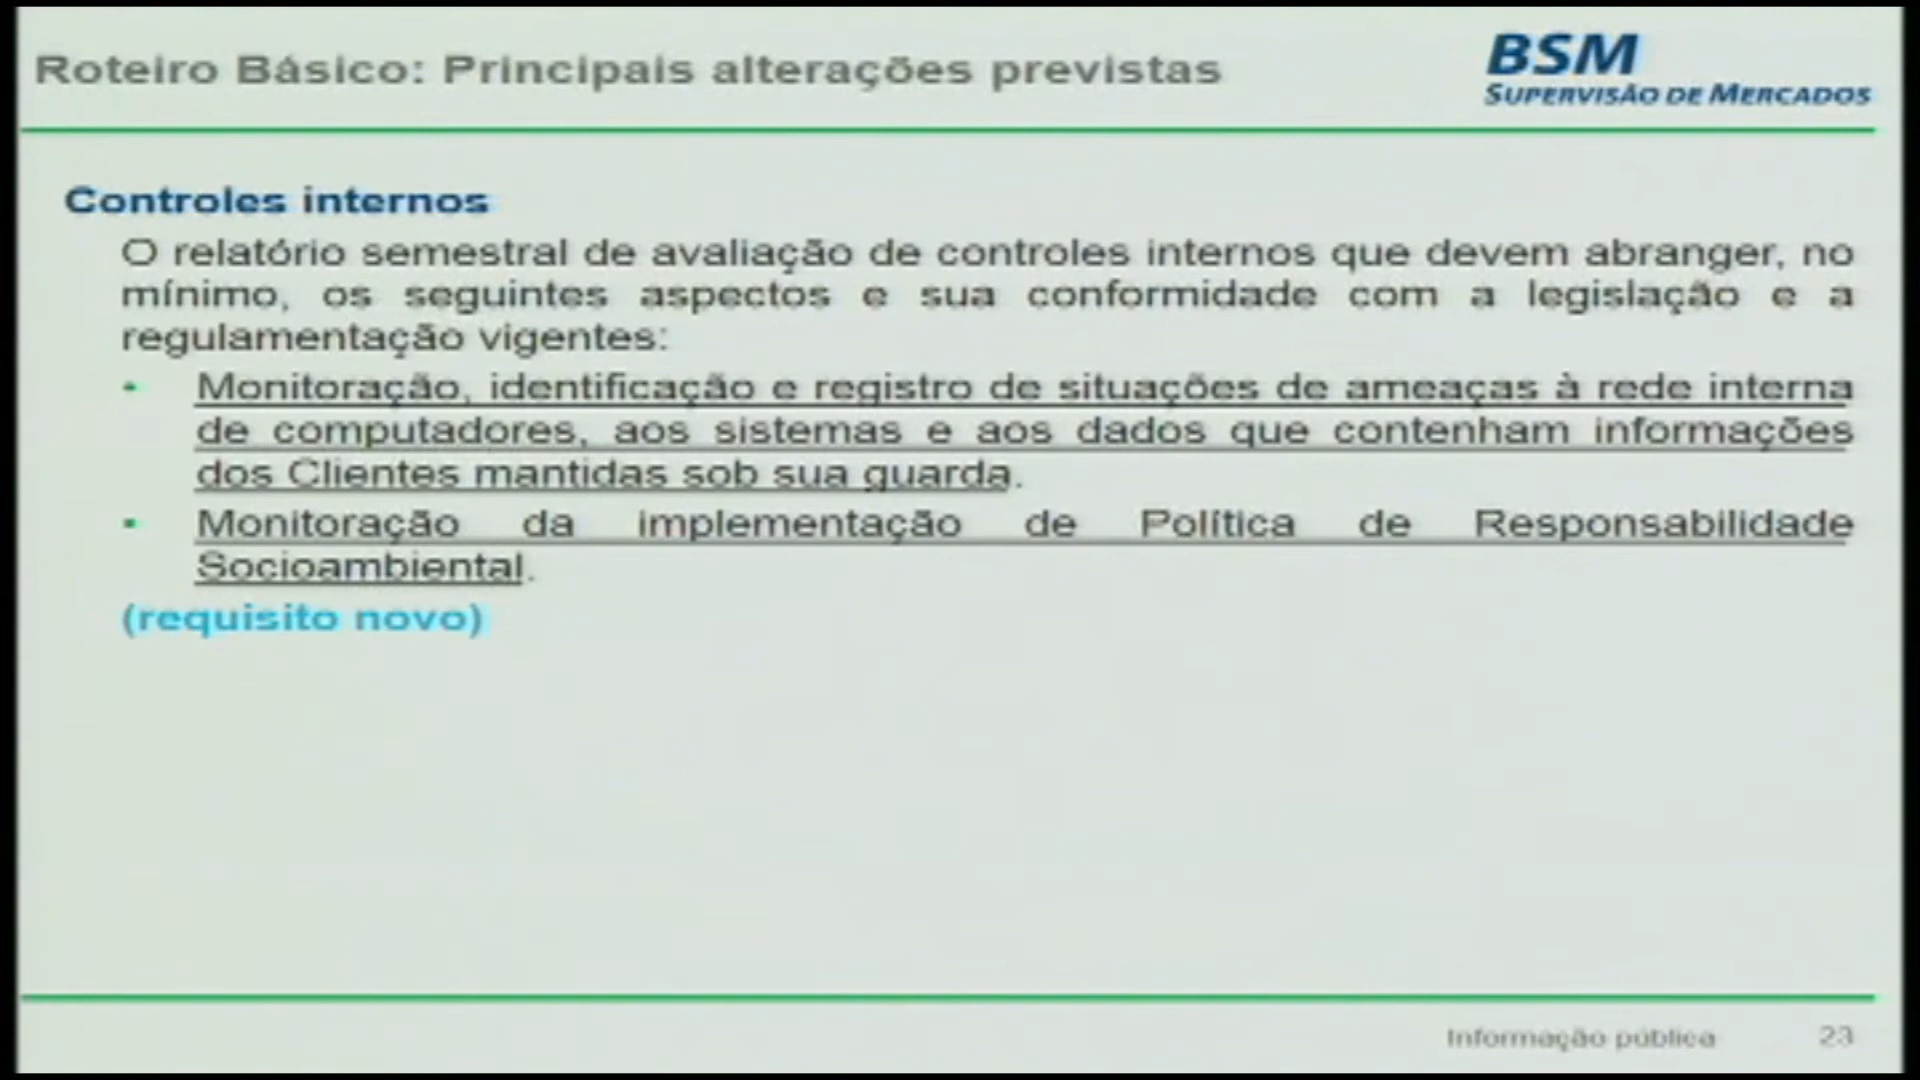 Roteiro Básico: Principais alterações previstas
BSM
SUPERVISÃO DE MERCADOS
Controles internos
O relatório semestral de avaliação de controles internos que devem abranger, no
mínimo, os seguintes aspectos e sua conformidade com a legislação e a
regulamentação vigentes:
• Monitoração, identificação e registro de situações de ameaças à rede interna
de computadores, aos sistemas e aos dados que contenham informações
dos Clientes mantidas sob sua guarda.
• Monitoração da implementação de Política de Responsabilidade
Socioambiental.
(requisito novo)
Informação pública 23